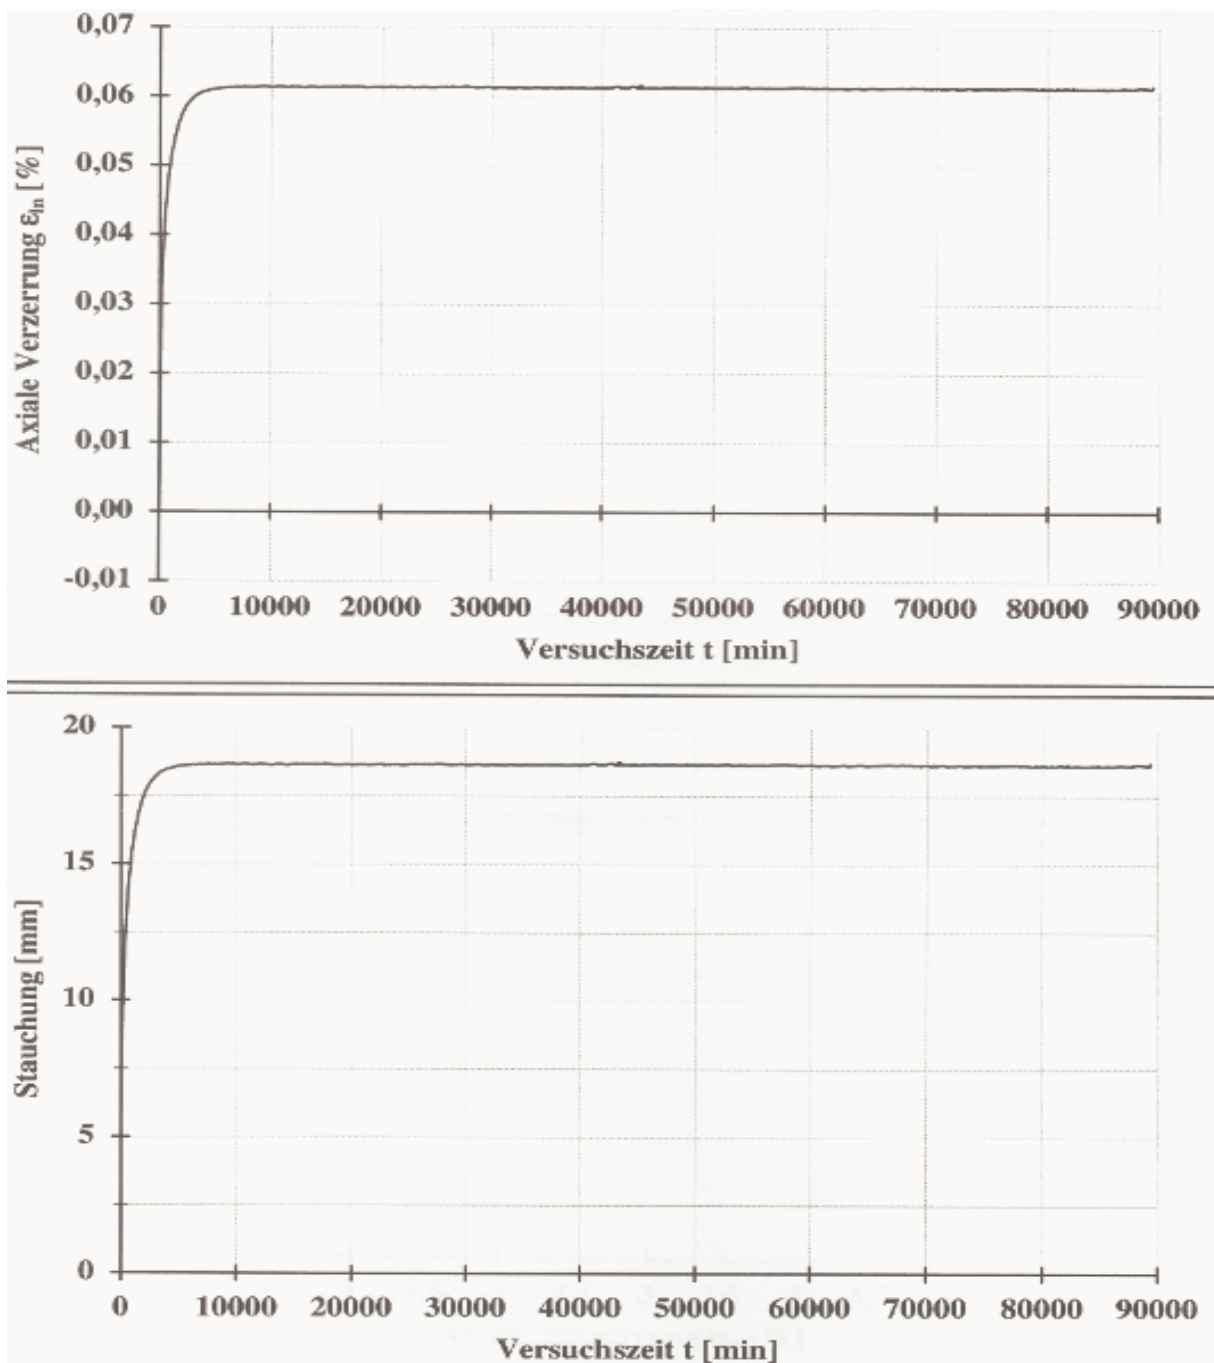 Axiale Verzerrung εln [%]
0,07
0,06
0,05
0,04
0,03
0,02
0,01
0,00
-0,01
0 10000 20000 30000 40000 50000 60000 70000 80000 90000
Versuchszeit t [min]
Stauchung [mm]
20
15
10
5
0
0 10000 20000 30000 40000 50000 60000 70000 80000 90000
Versuchszeit t [min]